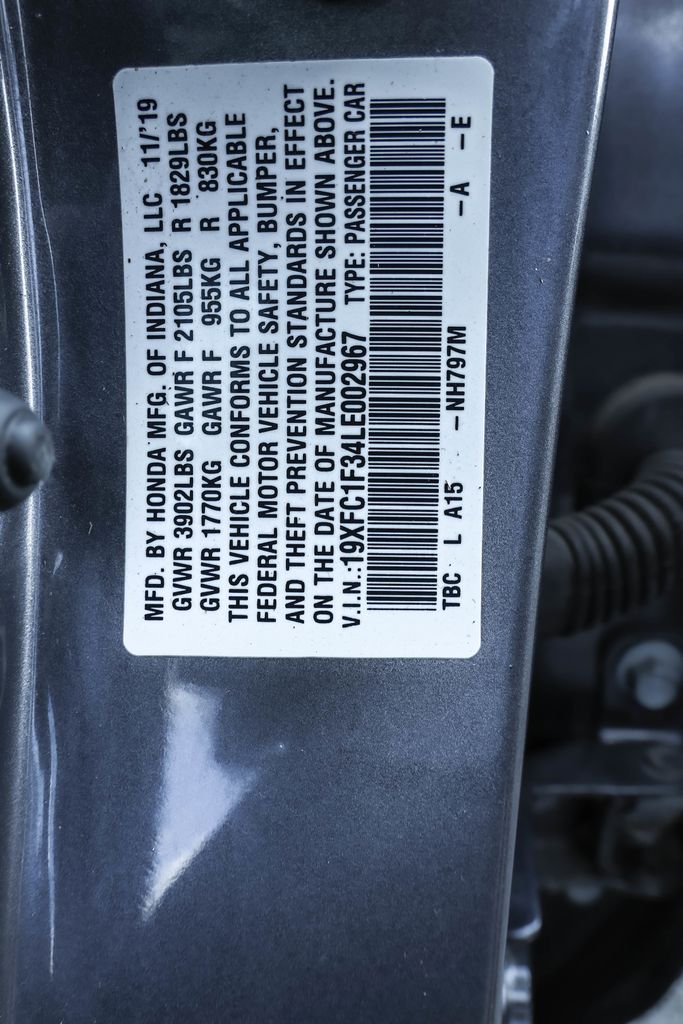 MFD. BY HONDA MFG. OF INDIANA, LLC 11/'19
GVWR 3902LBS GAWR F 2105LBS R 1829LBS
GVWR 1770KG GAWR F 955KG R 830KG
THIS VEHICLE CONFORMS TO ALL APPLICABLE
FEDERAL MOTOR VEHICLE SAFETY, BUMPER,
AND THEFT PREVENTION STANDARDS IN EFFECT
ON THE DATE OF MANUFACTURE SHOWN ABOVE.
V.I.N.:19XFC1F34LE002967 TYPE: PASSENGER CAR
TBC L A15 -NH797M -A -E